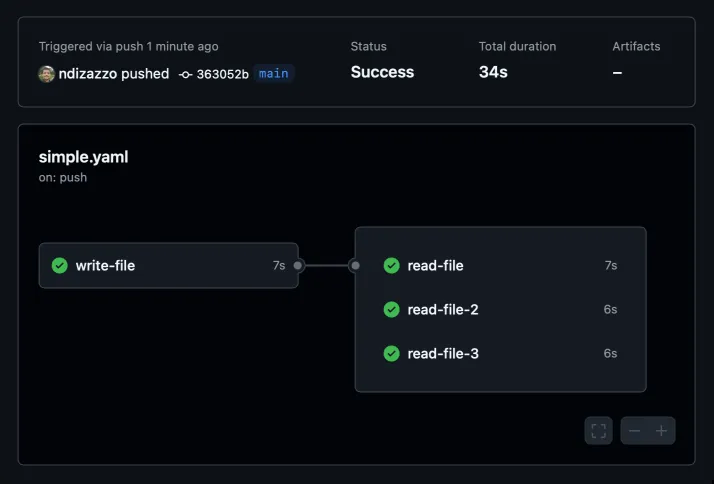 Triggered via push 1 minute ago
ndizazzo pushed 363052b main
Status
Success
Total duration
34s
Artifacts
–
simple.yaml
on: push
write-file 7s
read-file 7s
read-file-2 6s
read-file-3 6s